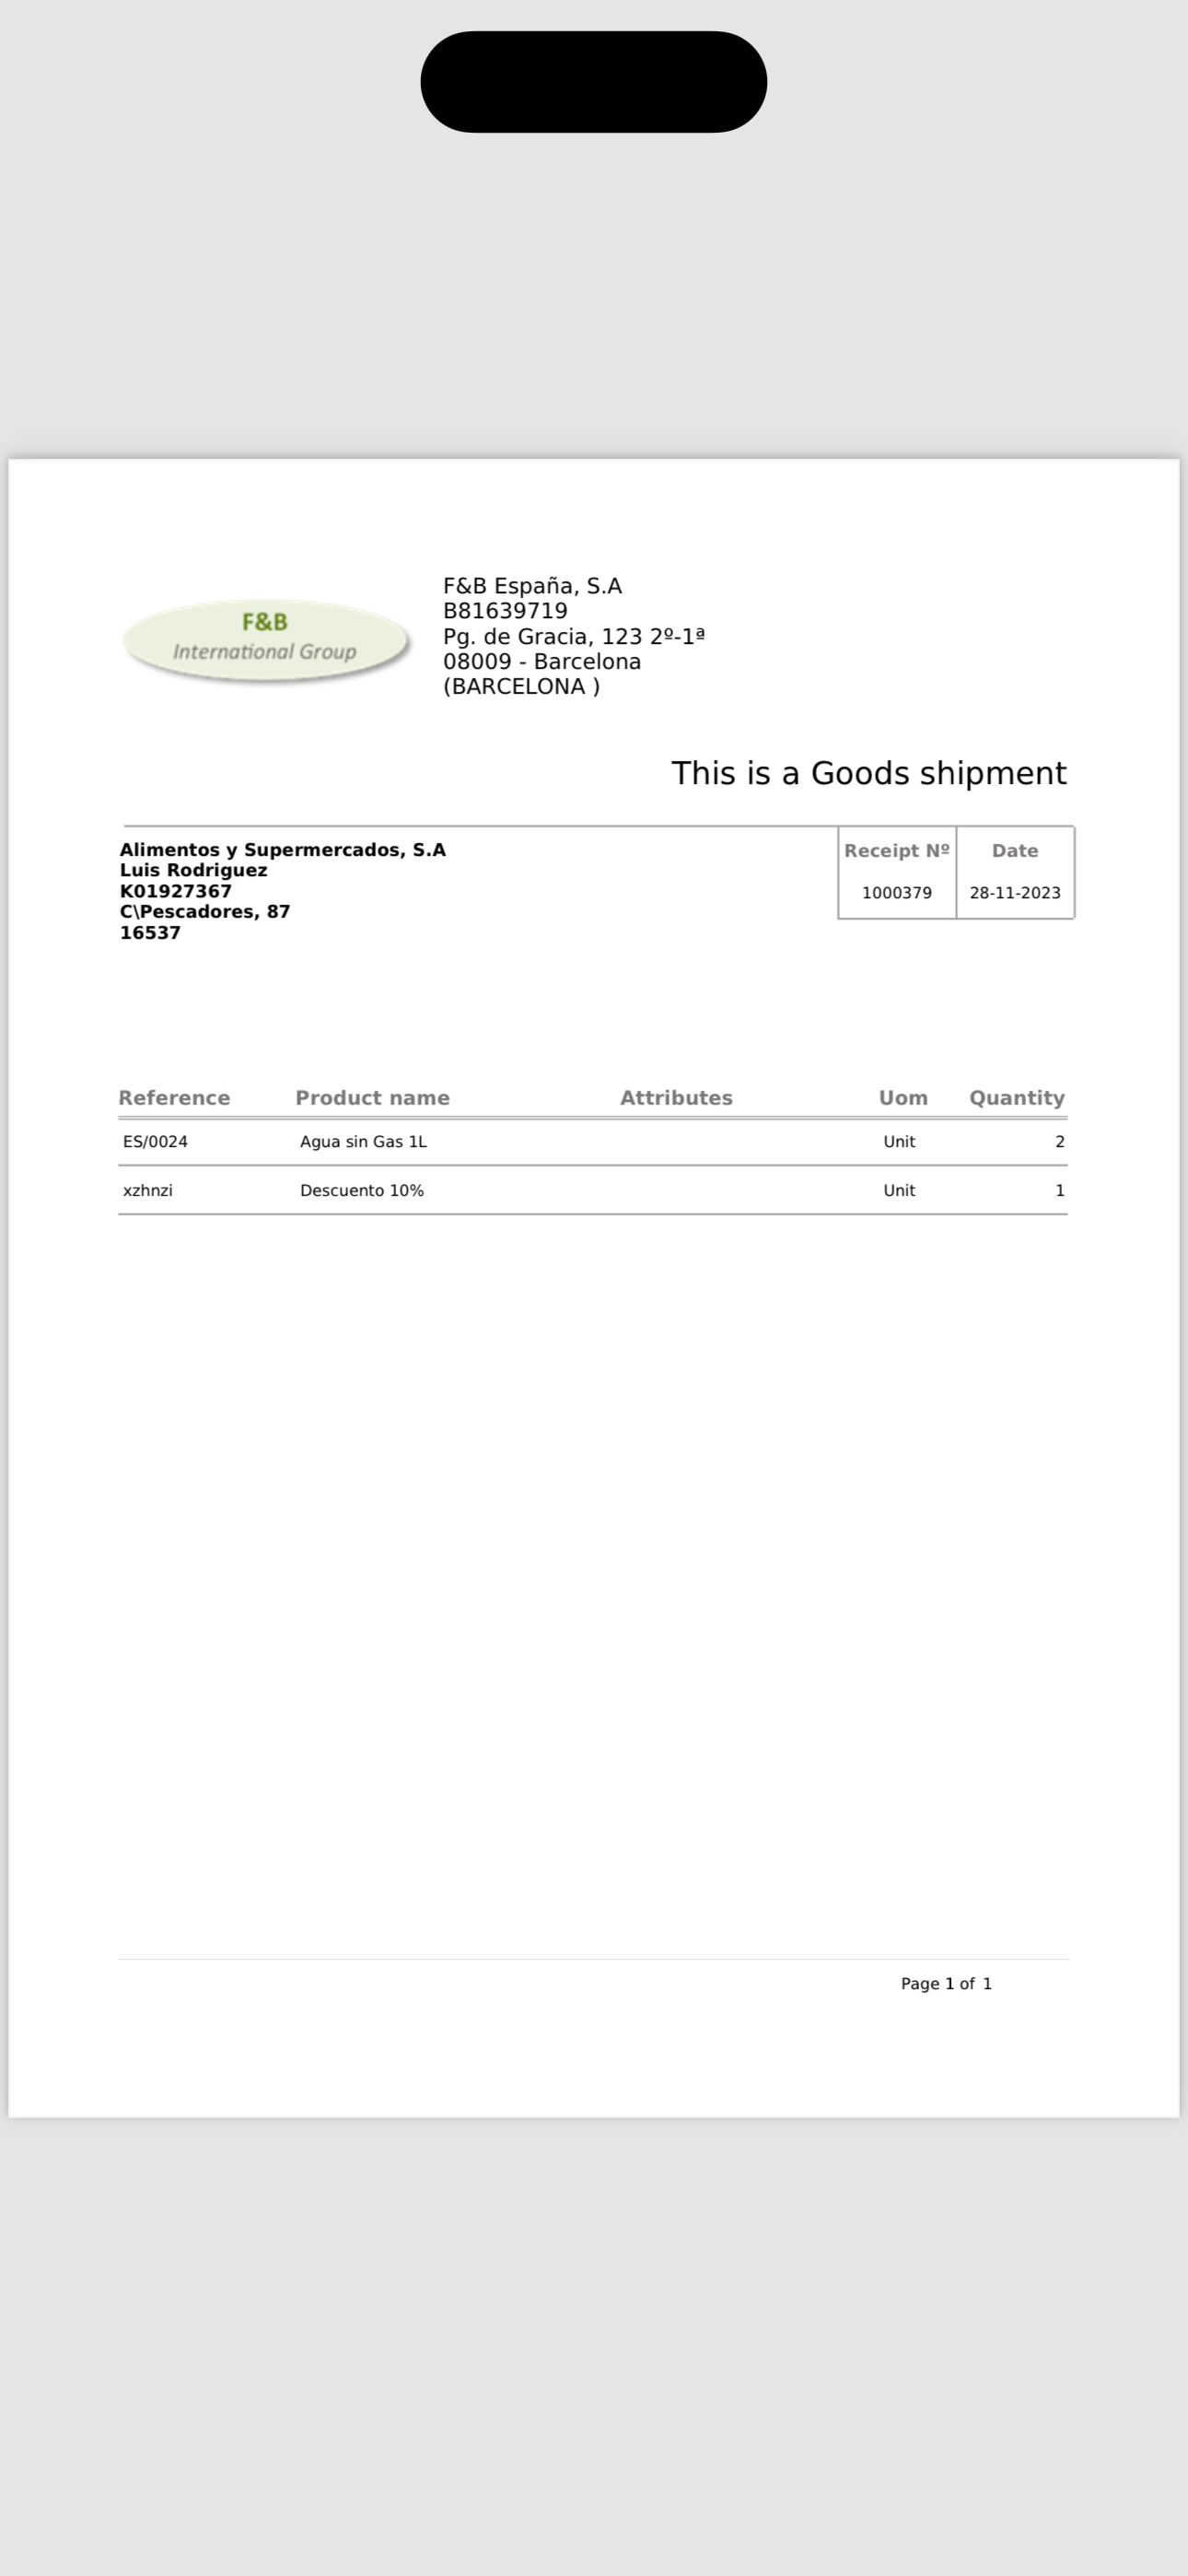 F&B
International Group
F&B España, S.A
B81639719
Pg. de Gracia, 123 2º-1ª
08009 - Barcelona
(BARCELONA )
This is a Goods shipment
Alimentos y Supermercados, S.A
Luis Rodriguez
K01927367
C\Pescadores, 87
16537
Receipt Nº Date
1000379 28-11-2023
Reference Product name Attributes Uom Quantity
ES/0024 Agua sin Gas 1L Unit 2
xzhnzi Descuento 10% Unit 1
Page 1 of 1